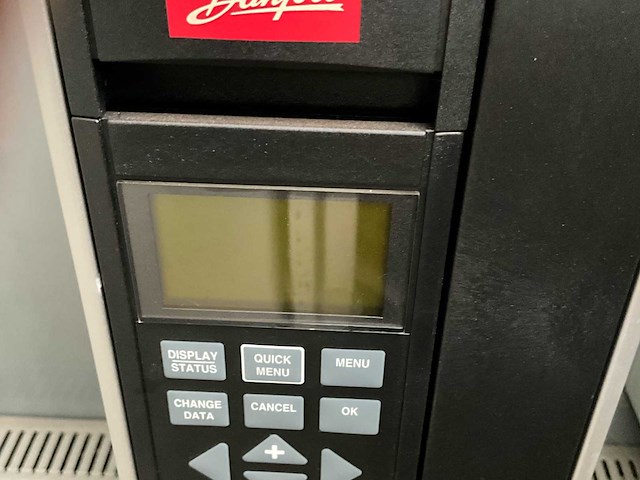 Danfoss
DISPLAY
STATUS
QUICK
MENU
MENU
CHANGE
DATA
CANCEL
OK
+